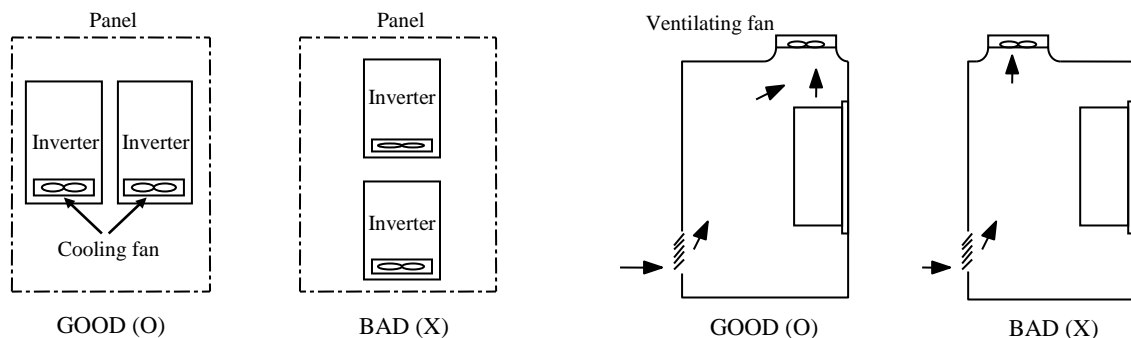 Panel
Inverter
Inverter
Cooling fan
GOOD (O)
Panel
Inverter
Inverter
BAD (X)
Ventilating fan
GOOD (O)
BAD (X)